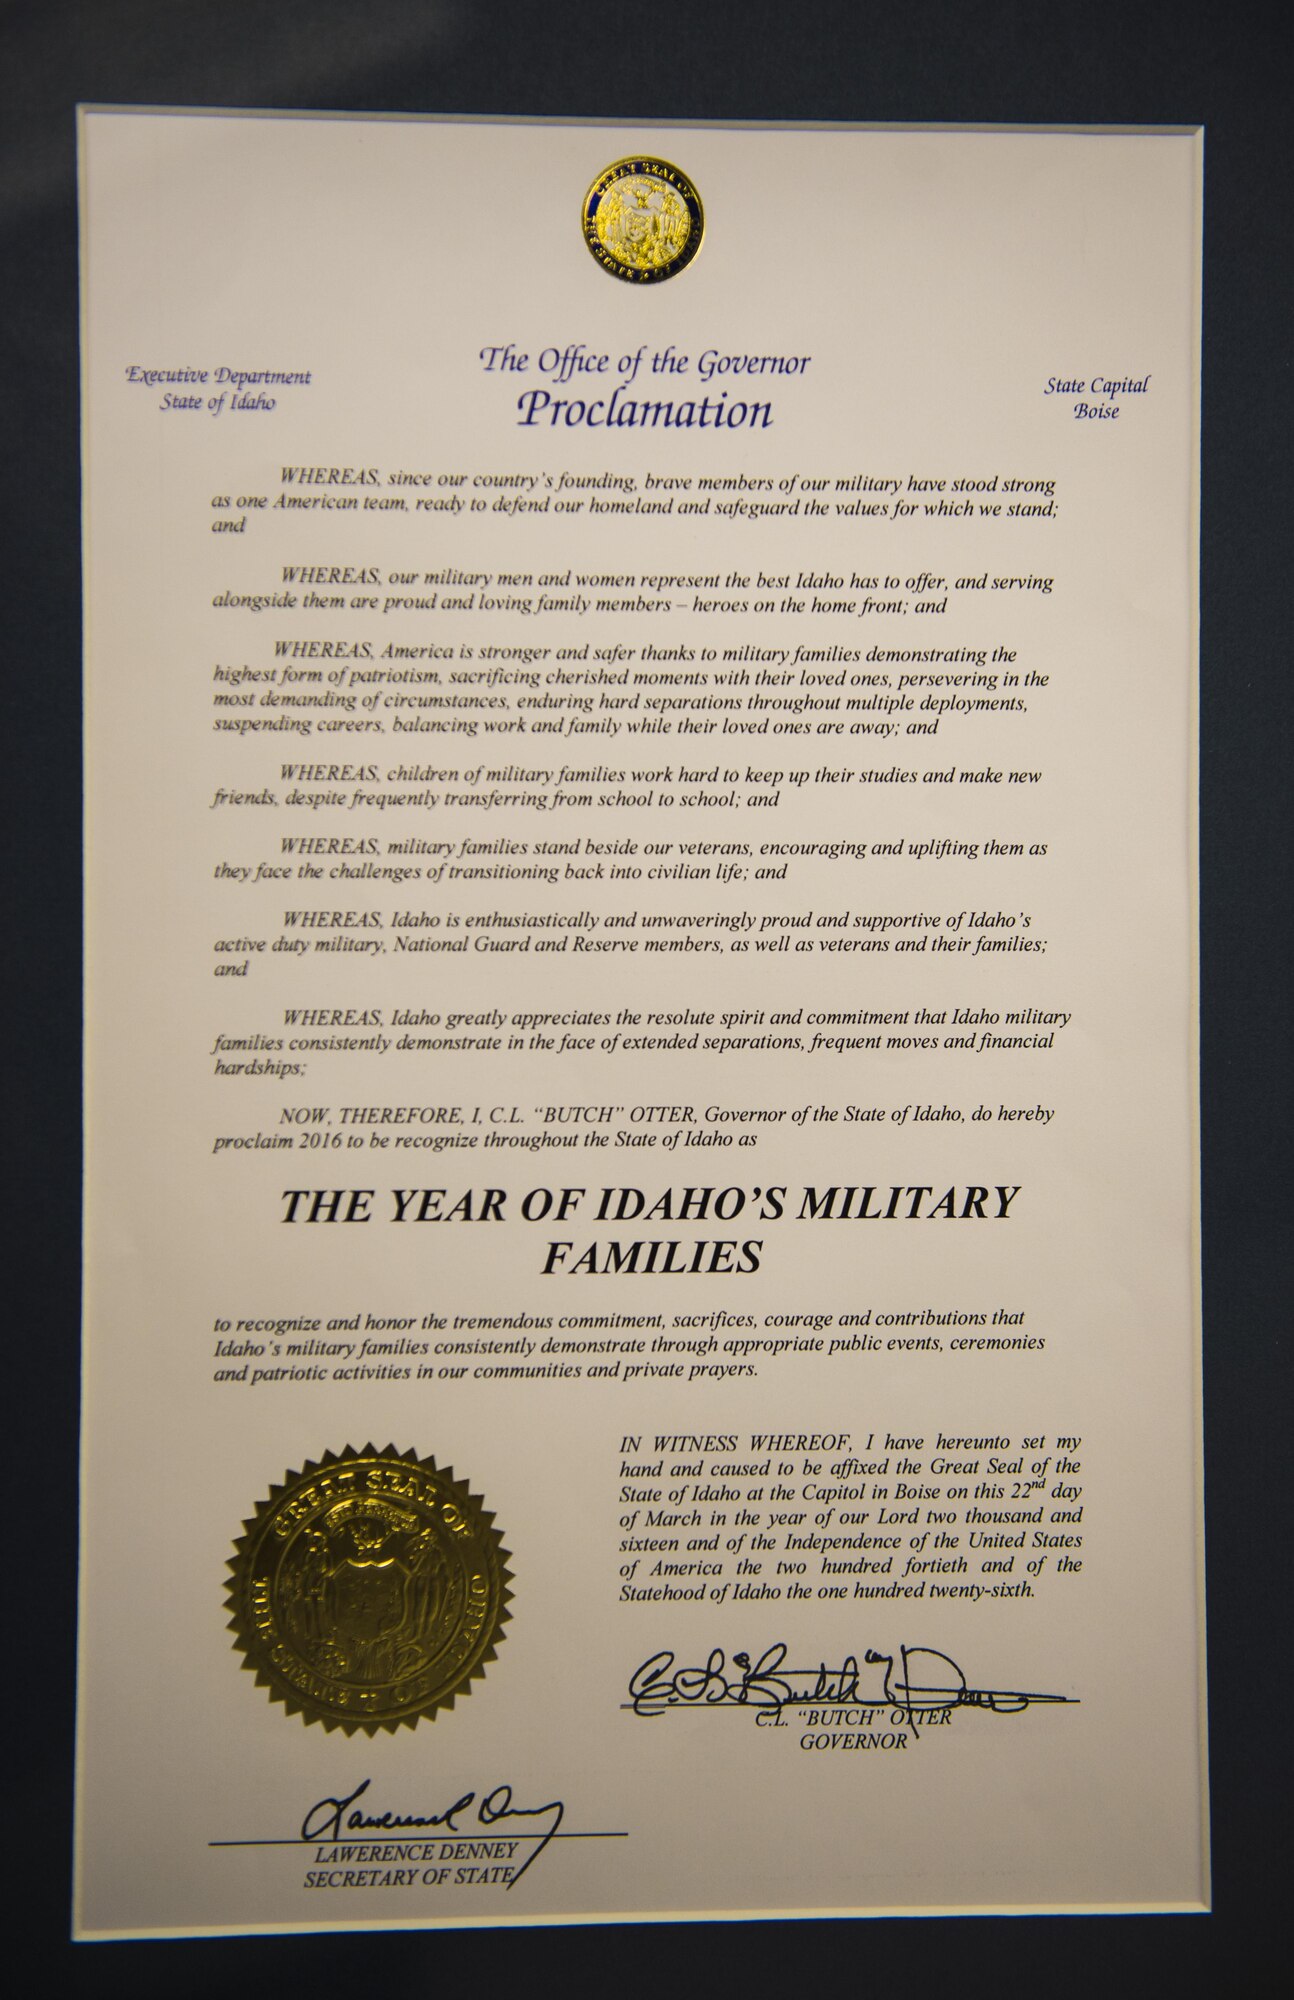 GREAT SEAL OF
THE STATE OF IDAHO
The Office of the Governor
Proclamation
Executive Department
State of Idaho
State Capital
Boise
WHEREAS, since our country's founding, brave members of our military have stood strong
as one American team, ready to defend our homeland and safeguard the values for which we stand;
and
WHEREAS, our military men and women represent the best Idaho has to offer, and serving
alongside them are proud and loving family members – heroes on the home front; and
WHEREAS, America is stronger and safer thanks to military families demonstrating the
highest form of patriotism, sacrificing cherished moments with their loved ones, persevering in the
most demanding of circumstances, enduring hard separations throughout multiple deployments,
suspending careers, balancing work and family while their loved ones are away; and
WHEREAS, children of military families work hard to keep up their studies and make new
friends, despite frequently transferring from school to school; and
WHEREAS, military families stand beside our veterans, encouraging and uplifting them as
they face the challenges of transitioning back into civilian life; and
WHEREAS, Idaho is enthusiastically and unwaveringly proud and supportive of Idaho's
active duty military, National Guard and Reserve members, as well as veterans and their families;
and
WHEREAS, Idaho greatly appreciates the resolute spirit and commitment that Idaho military
families consistently demonstrate in the face of extended separations, frequent moves and financial
hardships;
NOW, THEREFORE, I, C.L. “BUTCH” OTTER, Governor of the State of Idaho, do hereby
proclaim 2016 to be recognize throughout the State of Idaho as
THE YEAR OF IDAHO'S MILITARY
FAMILIES
to recognize and honor the tremendous commitment, sacrifices, courage and contributions that
Idaho's military families consistently demonstrate through appropriate public events, ceremonies
and patriotic activities in our communities and private prayers.
IN WITNESS WHEREOF, I have hereunto set my
hand and caused to be affixed the Great Seal of the
State of Idaho at the Capitol in Boise on this 22nd day
of March in the year of our Lord two thousand and
sixteen and of the Independence of the United States
of America the two hundred fortieth and of the
Statehood of Idaho the one hundred twenty-sixth.
GREAT SEAL OF
THE STATE OF IDAHO
C.L. "Butch" Otter
C.L. “BUTCH” OTTER
GOVERNOR
Lawerence Denney
LAWERENCE DENNEY
SECRETARY OF STATE